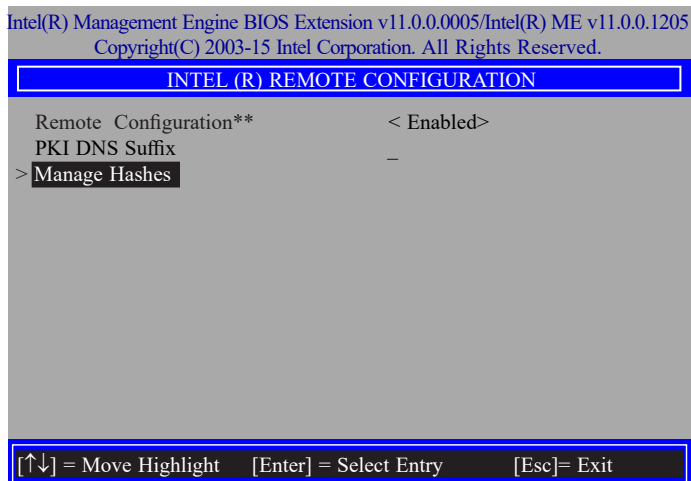 Intel(R) Management Engine BIOS Extension v11.0.0.0005/Intel(R) ME v11.0.0.1205
Copyright(C) 2003-15 Intel Corporation. All Rights Reserved.
INTEL (R) REMOTE CONFIGURATION
Remote Configuration** < Enabled>
PKI DNS Suffix _
> Manage Hashes
[↑↓] = Move Highlight [Enter] = Select Entry [Esc]= Exit